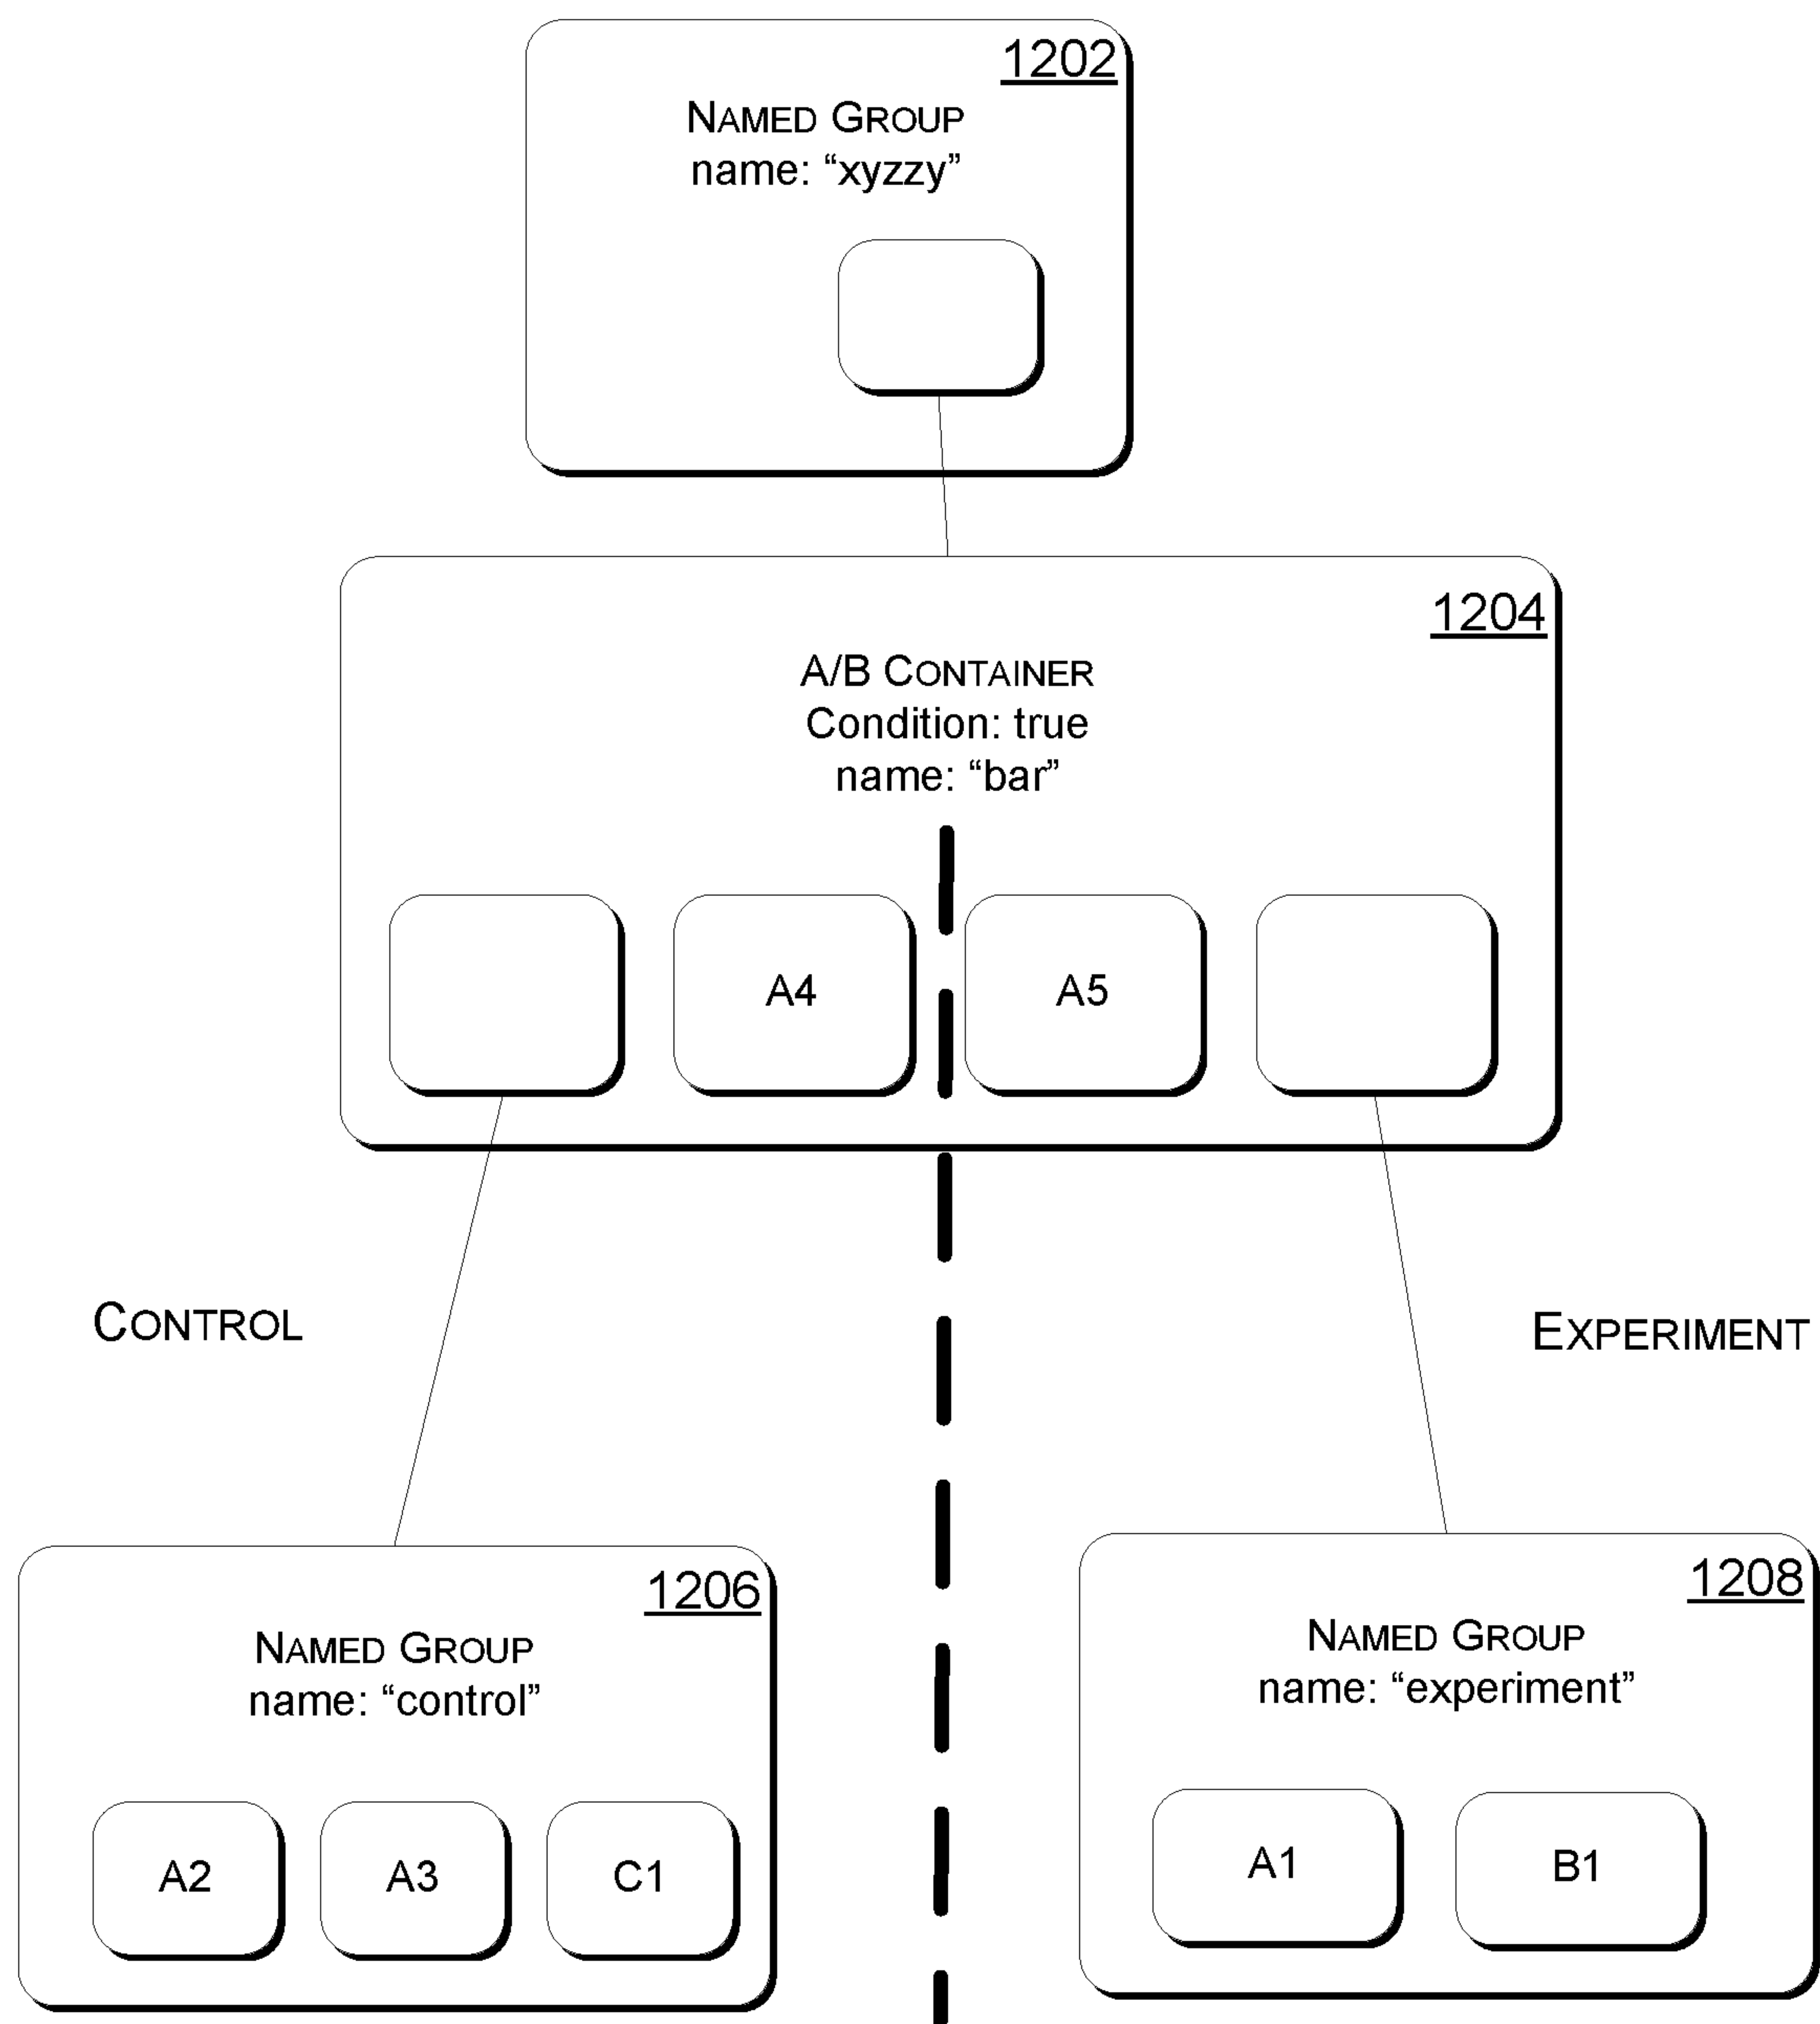 1202
NAMED GROUP
name: “xyzzy”
1204
A/B CONTAINER
Condition: true
name: “bar”
A4
A5
CONTROL
EXPERIMENT
1206
NAMED GROUP
name: “control”
A2
A3
C1
1208
NAMED GROUP
name: “experiment”
A1
B1